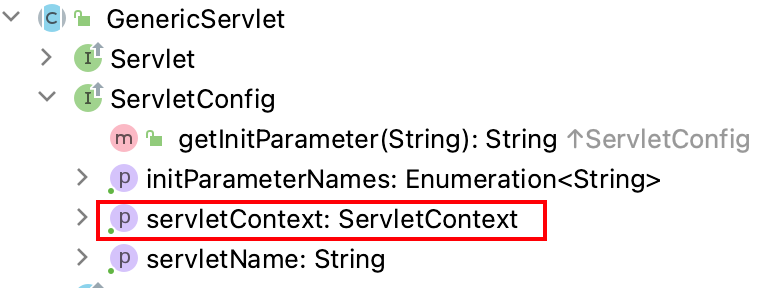 GenericServlet
I Servlet
I ServletConfig
m getInitParameter(String): String ↑ServletConfig
p initParameterNames: Enumeration<String>
p servletContext: ServletContext
p servletName: String